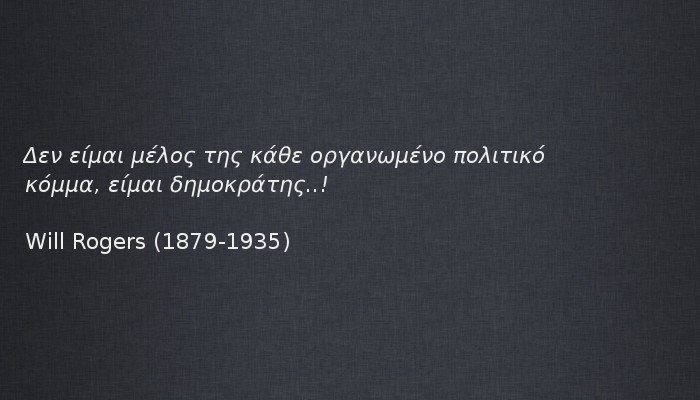 Δεν είμαι μέλος της κάθε οργανωμένο πολιτικό
κόμμα, είμαι δημοκράτης..!
Will Rogers (1879-1935)